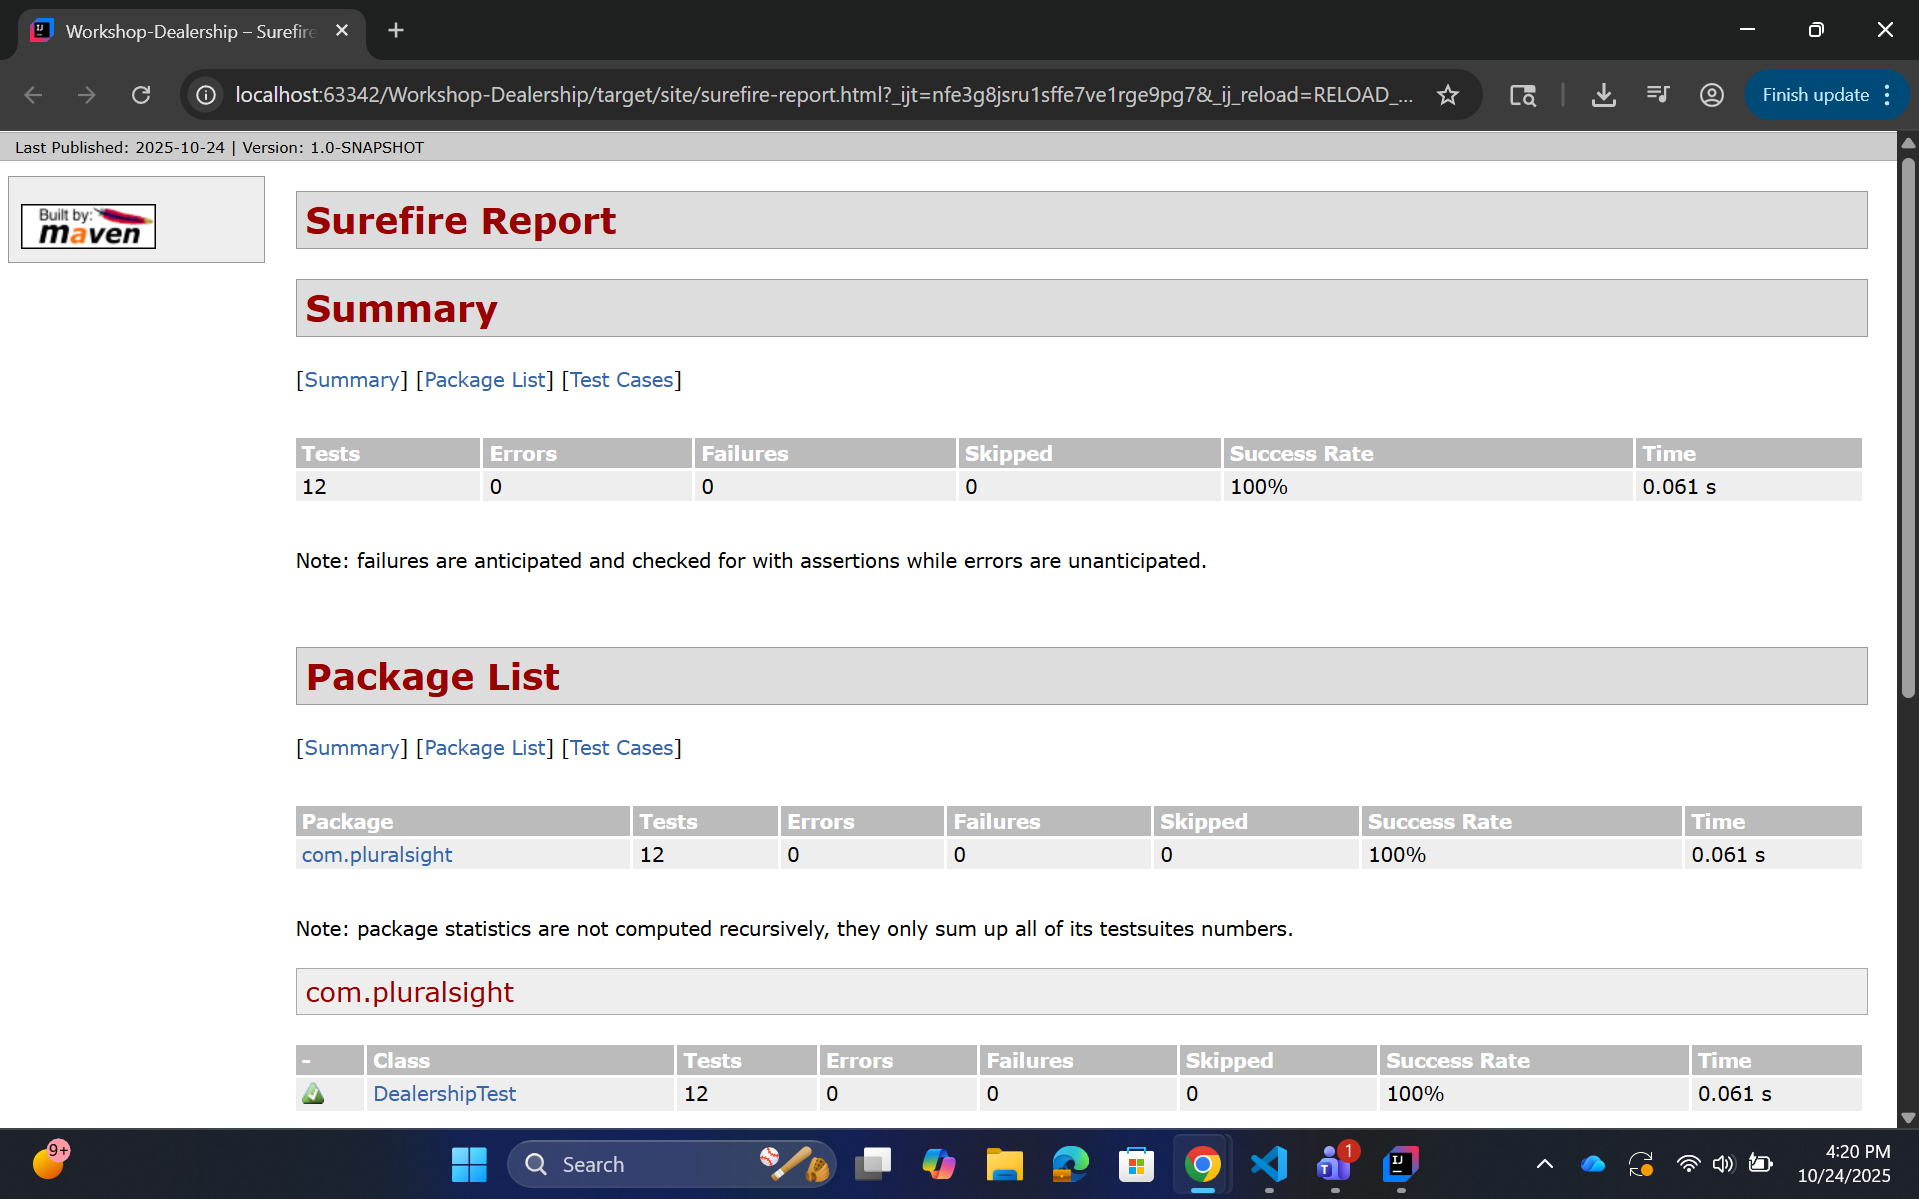 Workshop-Dealership – Surefire
localhost:63342/Workshop-Dealership/target/site/surefire-report.html?_ijt=nfe3g8jsru1sffe7ve1rge9pg7&_ij_reload=RELOAD_...
Finish update
Last Published: 2025-10-24 | Version: 1.0-SNAPSHOT
Built by:
maven
Surefire Report
Summary
[Summary] [Package List] [Test Cases]
Tests Errors Failures Skipped Success Rate Time
12 0 0 0 100% 0.061 s
Note: failures are anticipated and checked for with assertions while errors are unanticipated.
Package List
[Summary] [Package List] [Test Cases]
Package Tests Errors Failures Skipped Success Rate Time
com.pluralsight 12 0 0 0 100% 0.061 s
Note: package statistics are not computed recursively, they only sum up all of its testsuites numbers.
com.pluralsight
- Class Tests Errors Failures Skipped Success Rate Time
DealershipTest 12 0 0 0 100% 0.061 s
9+
Search
1
T
IJ
4:20 PM
10/24/2025